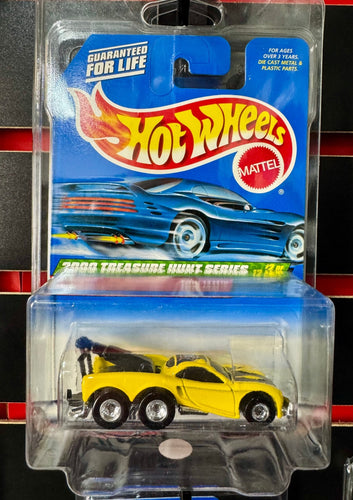 GUARANTEED
FOR LIFE
FOR AGES
OVER 3 YEARS.
DIE CAST METAL &
PLASTIC PARTS.
HOT WHEELS
®
MATTEL
2000 TREASURE HUNT SERIES